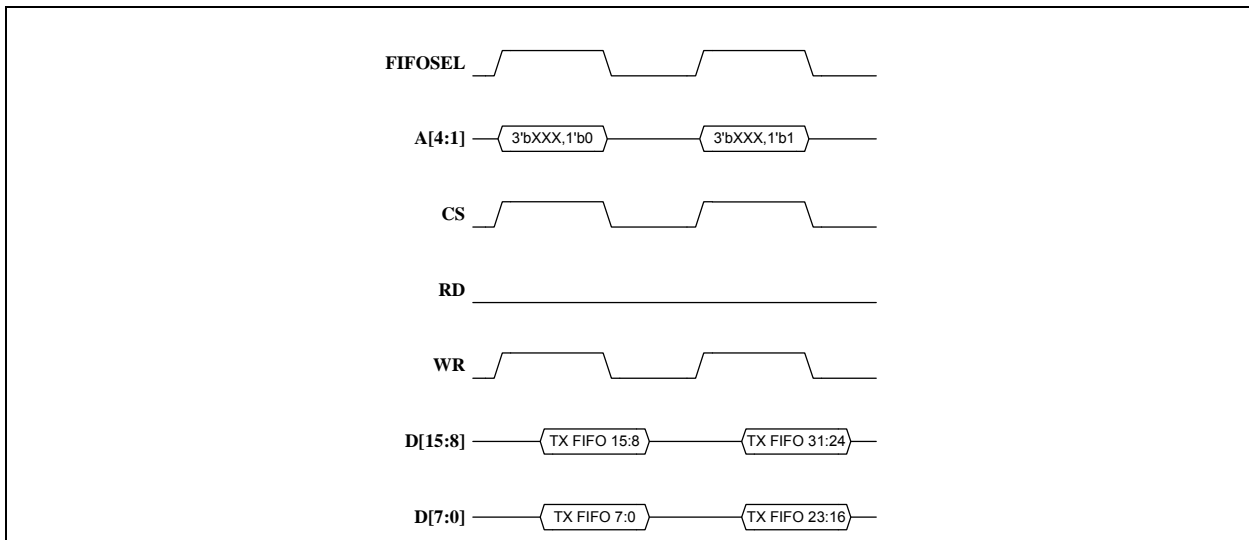 FIFOSEL
A[4:1] 3'bXXX,1'b0 3'bXXX,1'b1
CS
RD
WR
D[15:8] TX FIFO 15:8 TX FIFO 31:24
D[7:0] TX FIFO 7:0 TX FIFO 23:16